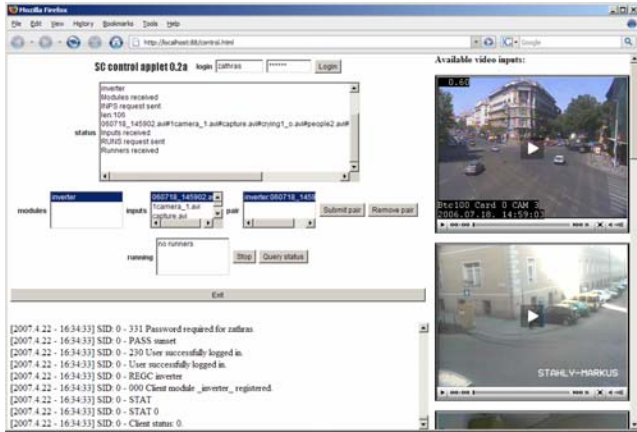 Mozilla Firefox
File Edit View History Bookmarks Tools Help
http://localhost:88/control.html
Google
SC control applet 0.2a login zathras ****** Login
Available video inputs:
status
inverter
Modules received
INPS request sent
len:106
060718_145902.avi#1camera_1.avi#capture.avi#crying1_o.avi#people2.avi#
Inputs received
RUNS request sent
Runners received
modules inverter
inputs 060718_145902.a
1camera_1.avi
capture.avi
pair inverter:060718_1459
Submit pair Remove pair
running no runners Stop Query status
Exit
[2007.4.22 - 16:34:33] SID: 0 - 331 Password required for zathras
[2007.4.22 - 16:34:33] SID: 0 - PASS sunset
[2007.4.22 - 16:34:33] SID: 0 - 230 User successfully logged in.
[2007.4.22 - 16:34:33] SID: 0 - User successfully logged in.
[2007.4.22 - 16:34:33] SID: 0 - REGC inverter
[2007.4.22 - 16:34:33] SID: 0 - 000 Client module _inverter_ registered.
[2007.4.22 - 16:34:33] SID: 0 - STAT
[2007.4.22 - 16:34:33] SID: 0 - STAT 0
[2007.4.22 - 16:34:33] SID: 0 - Client status: 0.
0.60
Btc100 Card 0 CAM 3
2006.07.18. 14:59:03
STAHLY-MARKUS